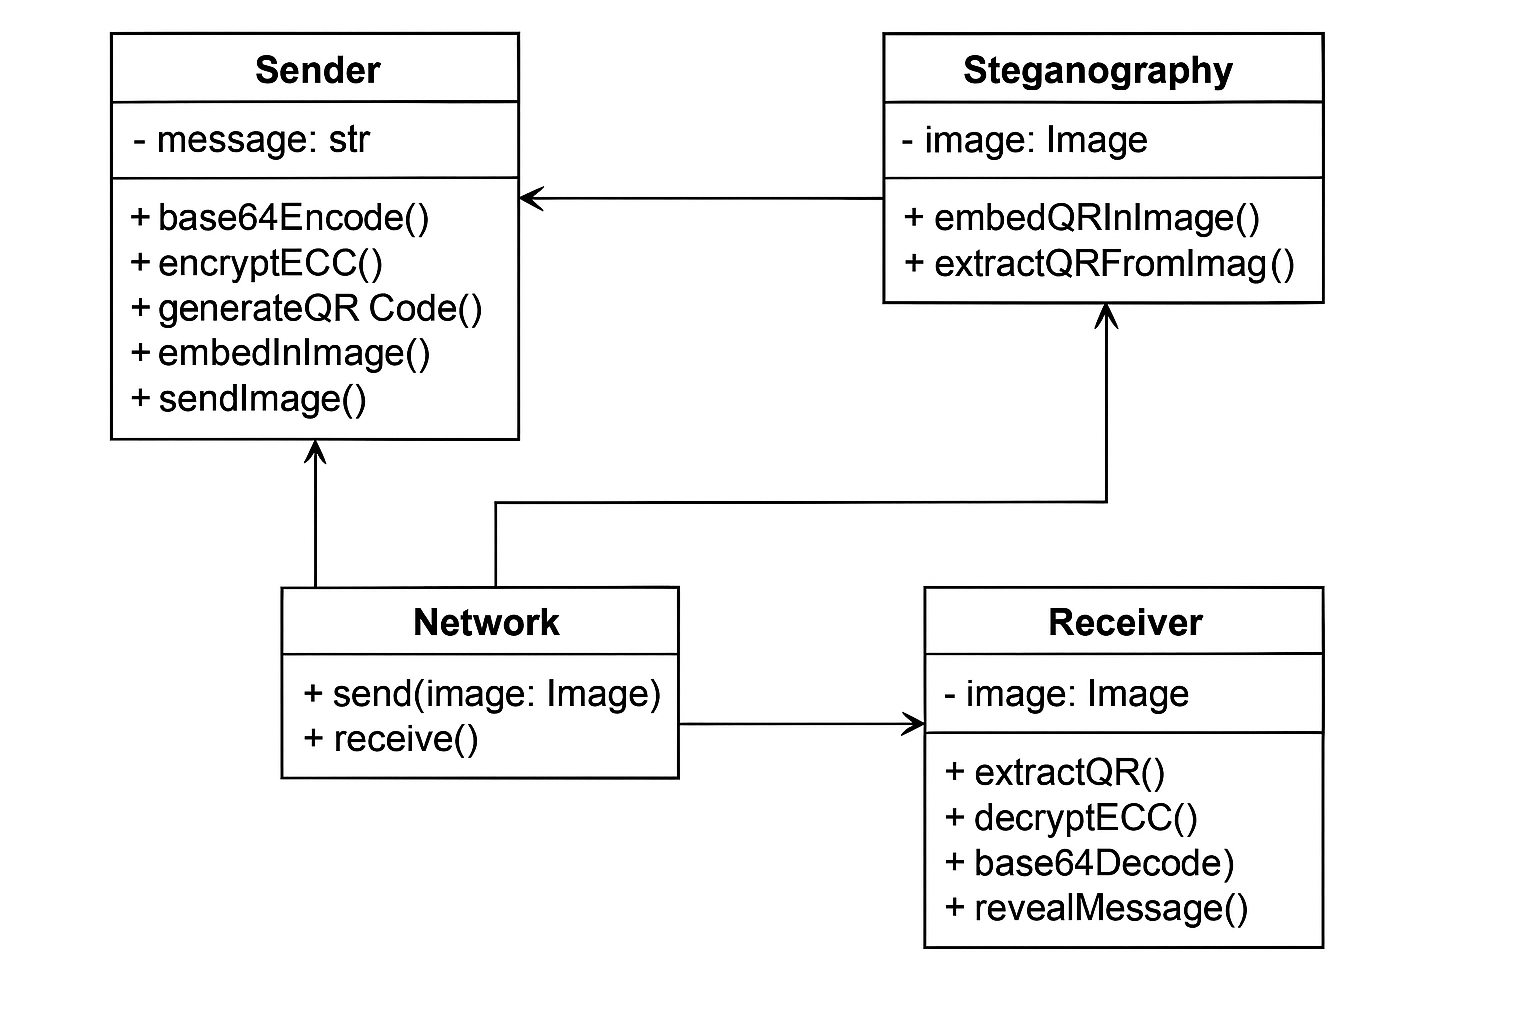 Sender
- message: str
+ base64Encode()
+ encryptECC()
+ generateQR Code()
+ embedInImage()
+ sendImage()
Steganography
- image: Image
+ embedQRInImage()
+ extractQRFromImag()
Network
+ send(image: Image)
+ receive()
Receiver
- image: Image
+ extractQR()
+ decryptECC()
+ base64Decode)
+ revealMessage()